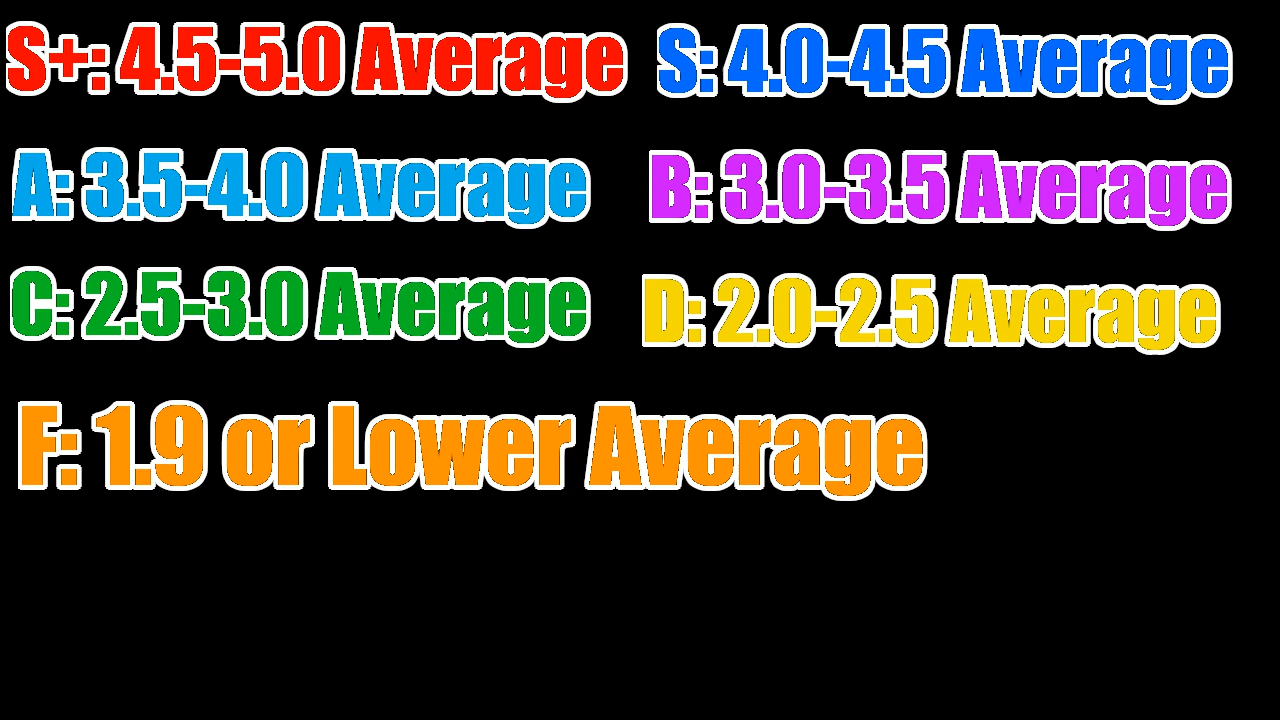 S+: 4.5-5.0 Average
S: 4.0-4.5 Average
A: 3.5-4.0 Average
B: 3.0-3.5 Average
C: 2.5-3.0 Average
D: 2.0-2.5 Average
F: 1.9 or Lower Average